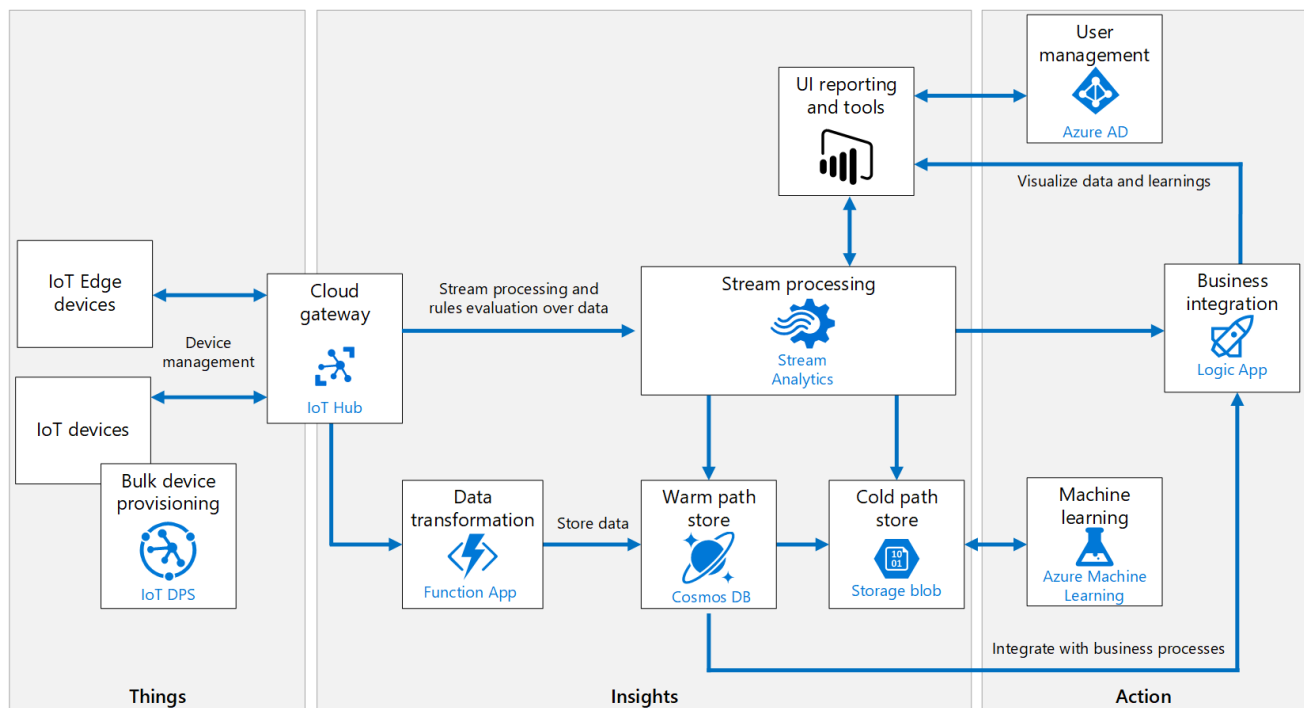 User
management
Azure AD
UI reporting
and tools
Visualize data and learnings
IoT Edge
devices
Cloud
gateway
IoT Hub
Stream processing and
rules evaluation over data
Stream processing
Stream
Analytics
Business
integration
Logic App
Device
management
IoT devices
Bulk device
provisioning
IoT DPS
Data
transformation
Function App
Store data
Warm path
store
Cosmos DB
Cold path
store
10
01
Storage blob
Machine
learning
Azure Machine
Learning
Integrate with business processes
Things
Insights
Action